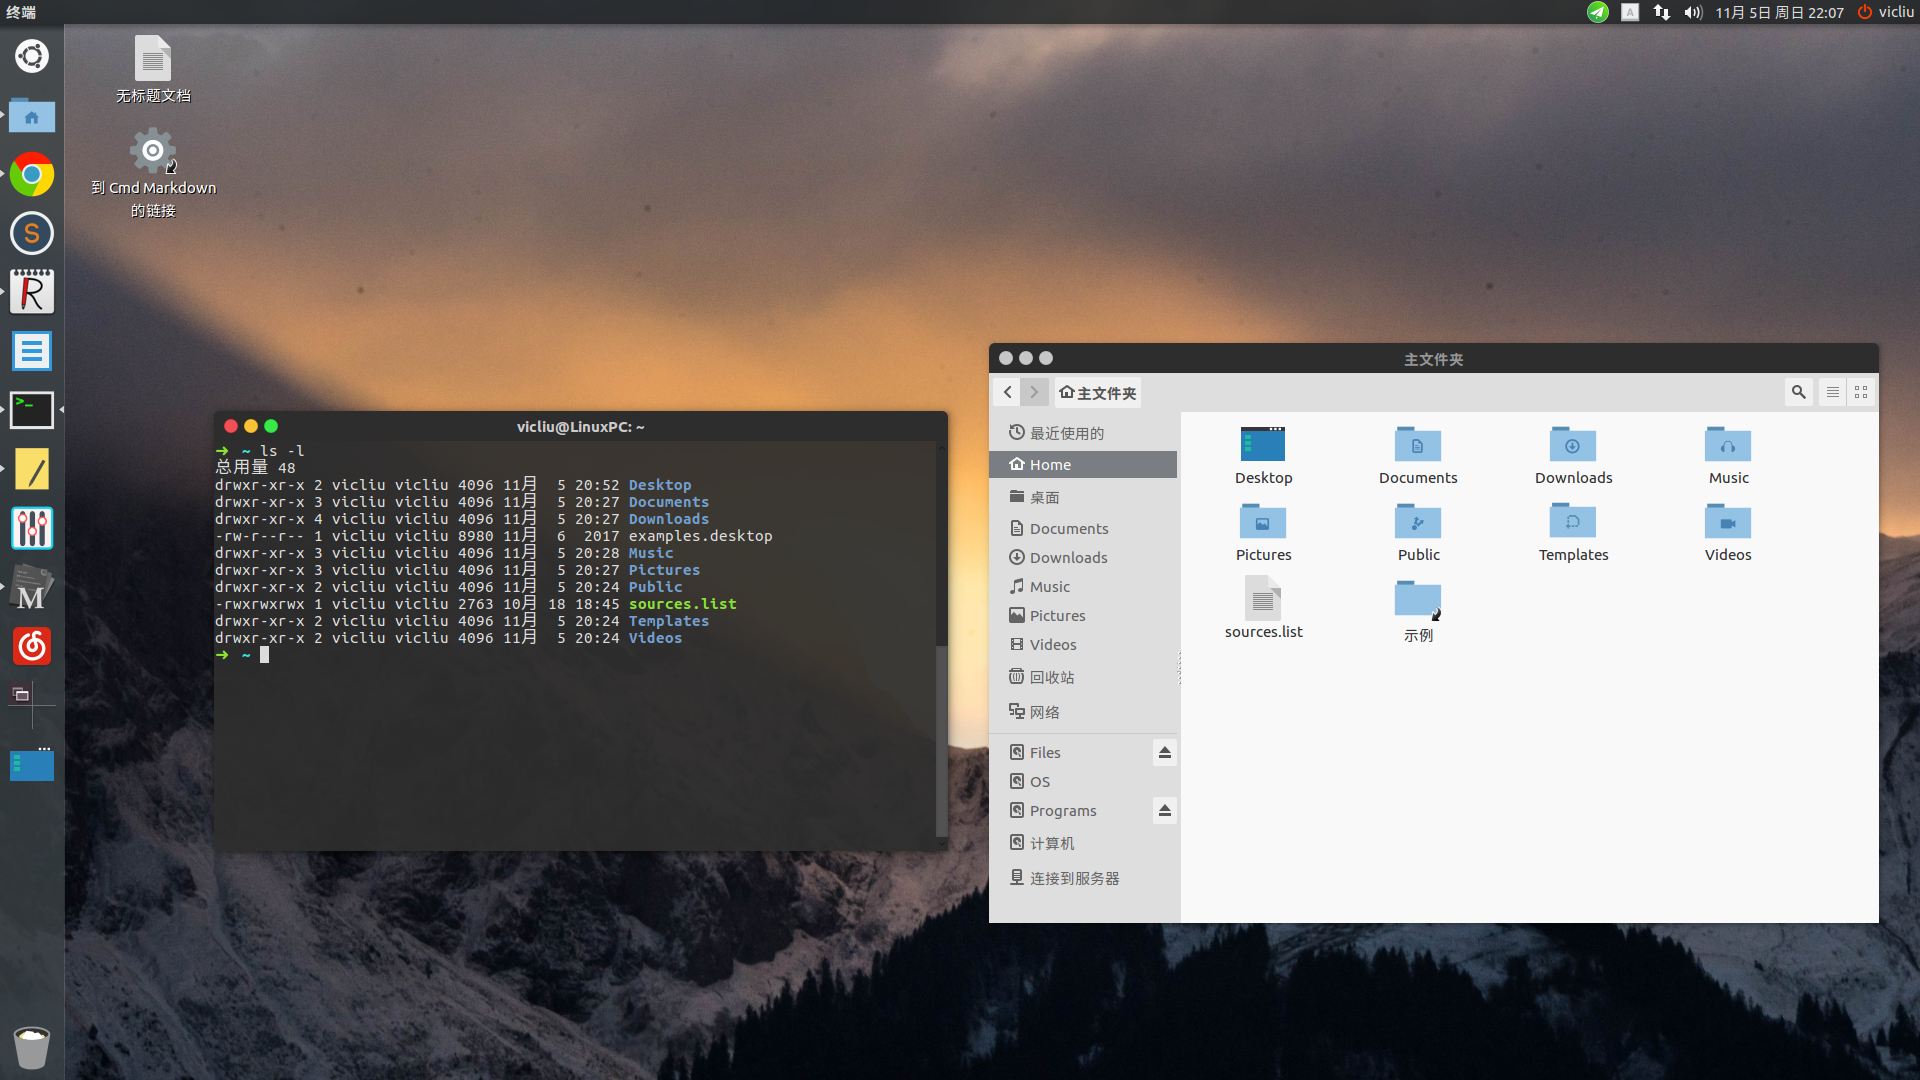 终端
A
11月 5日 周日 22:07
vicliu
无标题文档
到 Cmd Markdown
的链接
S
R
>_
M
vicliu@LinuxPC: ~
➜ ~ ls -l
总用量 48
drwxr-xr-x 2 vicliu vicliu 4096 11月  5 20:52 Desktop
drwxr-xr-x 3 vicliu vicliu 4096 11月  5 20:27 Documents
drwxr-xr-x 4 vicliu vicliu 4096 11月  5 20:27 Downloads
-rw-r--r-- 1 vicliu vicliu 8980 11月  6  2017 examples.desktop
drwxr-xr-x 3 vicliu vicliu 4096 11月  5 20:28 Music
drwxr-xr-x 3 vicliu vicliu 4096 11月  5 20:27 Pictures
drwxr-xr-x 2 vicliu vicliu 4096 11月  5 20:24 Public
-rwxrwxrwx 1 vicliu vicliu 2763 10月 18 18:45 sources.list
drwxr-xr-x 2 vicliu vicliu 4096 11月  5 20:24 Templates
drwxr-xr-x 2 vicliu vicliu 4096 11月  5 20:24 Videos
➜ ~
主文件夹
主文件夹
最近使用的
Home
桌面
Documents
Downloads
Music
Pictures
Videos
回收站
网络
Files
OS
Programs
计算机
连接到服务器
Desktop
Documents
Downloads
Music
Pictures
Public
Templates
Videos
sources.list
示例